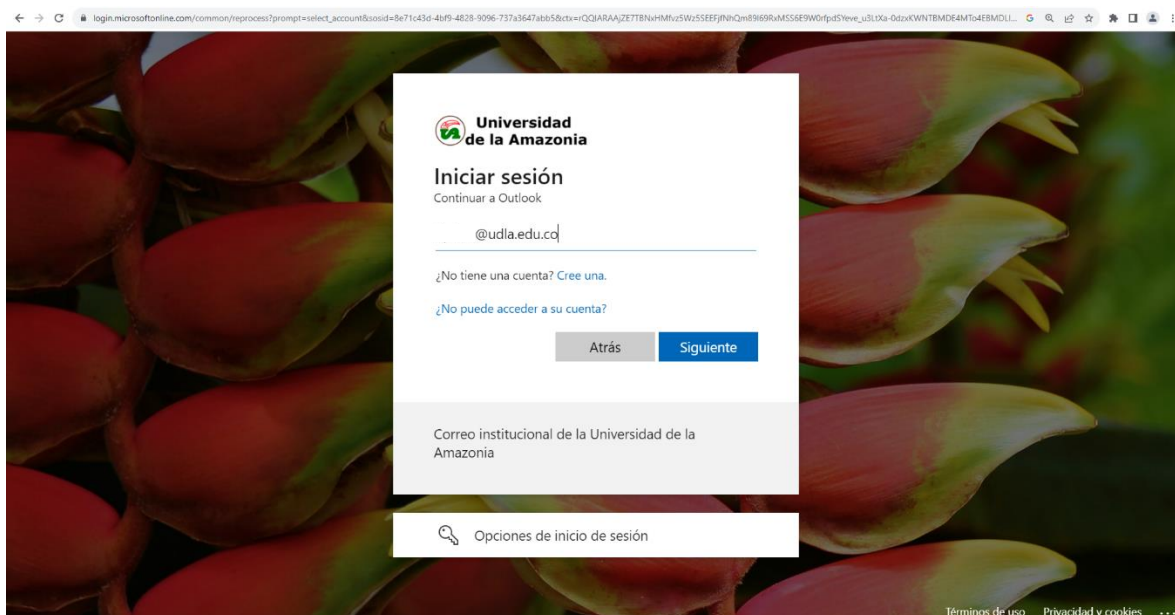 login.microsoftonline.com/common/reprocess?prompt=select_account&sosid=8e71c43d-4bf9-4828-9096-737a3647abb5&ctx=
Universidad
de la Amazonia
Iniciar sesión
Continuar a Outlook
@udla.edu.co
¿No tiene una cuenta? Cree una.
¿No puede acceder a su cuenta?
Atrás Siguiente
Correo institucional de la Universidad de la
Amazonia
Opciones de inicio de sesión
Términos de uso Privacidad y cookies ...